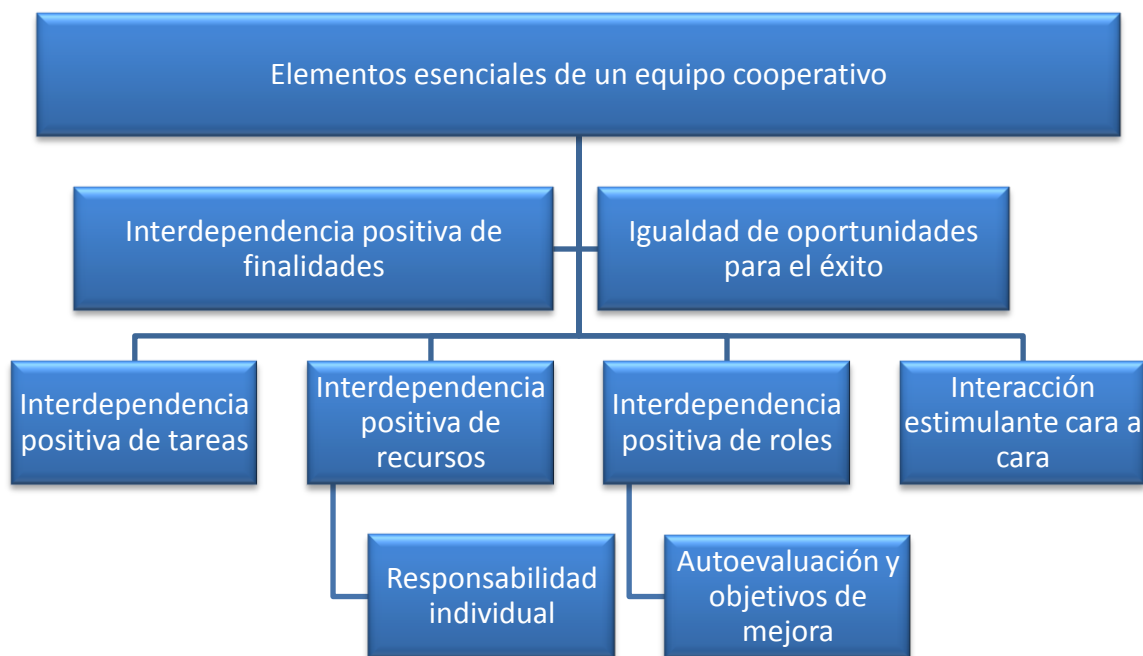 Elementos esenciales de un equipo cooperativo
Interdependencia positiva de
finalidades
Igualdad de oportunidades
para el éxito
Interdependencia
positiva de tareas
Interdependencia
positiva de
recursos
Interdependencia
positiva de roles
Interacción
estimulante cara a
cara
Responsabilidad
individual
Autoevaluación y
objetivos de
mejora